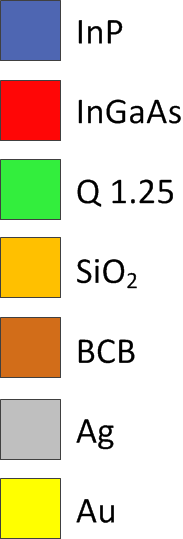 InP
InGaAs
Q 1.25
SiO₂
BCB
Ag
Au